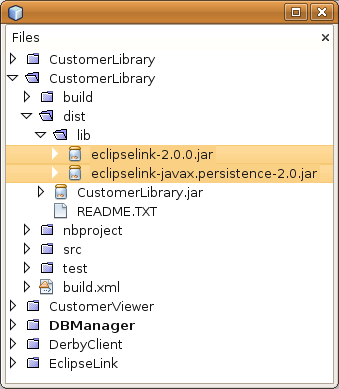 Files
CustomerLibrary
CustomerLibrary
build
dist
lib
eclipselink-2.0.0.jar
eclipselink-javax.persistence-2.0.jar
CustomerLibrary.jar
README.TXT
nbproject
src
test
build.xml
CustomerViewer
DBManager
DerbyClient
EclipseLink